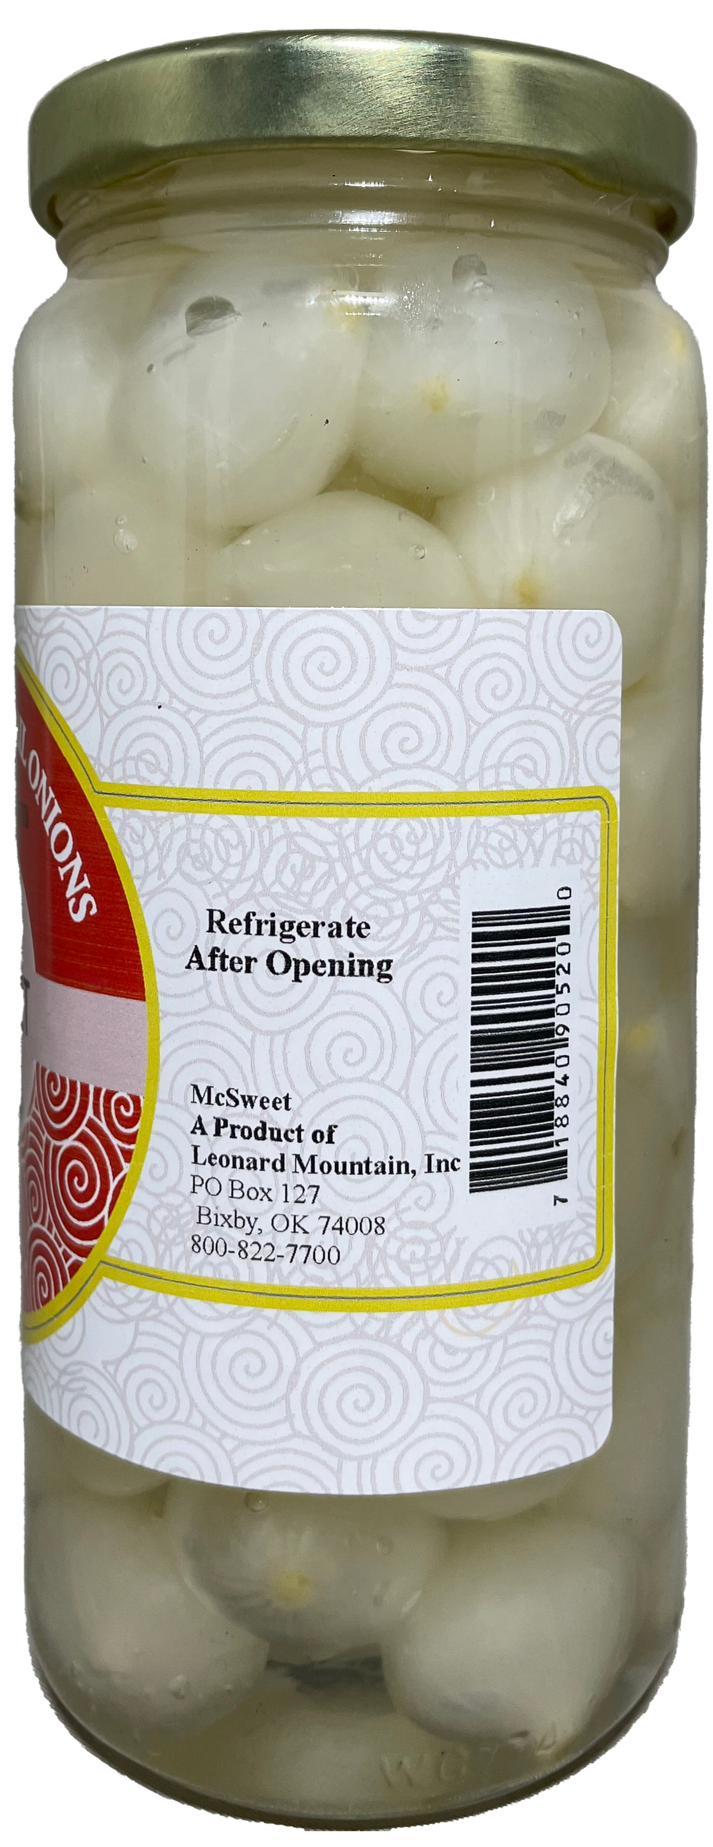 ONIONS
Refrigerate
After Opening
McSweet
A Product of
Leonard Mountain, Inc
PO Box 127
Bixby, OK 74008
800-822-7700
7 18840 90520 0